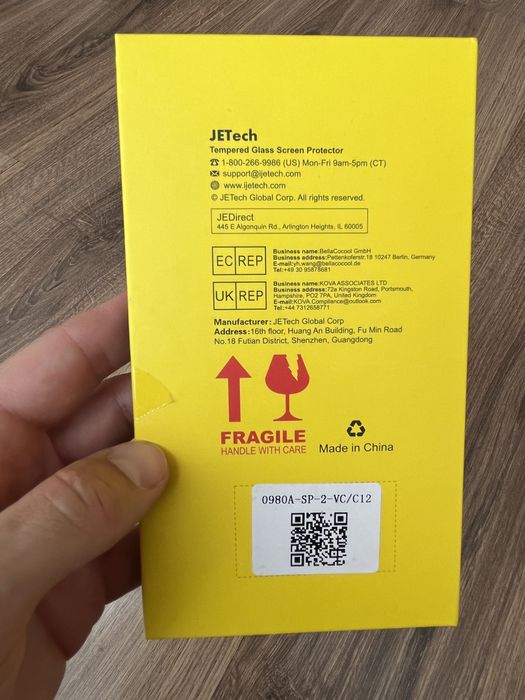 JETech
Tempered Glass Screen Protector
1-800-266-9986 (US) Mon-Fri 9am-5pm (CT)
support@ijetech.com
www.ijetech.com
© JETech Global Corp. All rights reserved.
JEDirect
445 E Algonquin Rd., Arlington Heights, IL 60005
EC REP
Business name:BellaCocool GmbH
Business address:Pettenkoferstr.18 10247 Berlin, Germany
E-mail:yh.wang@bellacocool.de
Tel:+49 30 95878681
UK REP
Business name:KOVA ASSOCIATES LTD
Business address:72a Kingston Road, Portsmouth,
Hampshire, PO2 7PA, United Kingdom
E-mail:KOVA.Compliance@outlook.com
Tel:+44 7312658771
Manufacturer: JETech Global Corp
Address:16th floor, Huang An Building, Fu Min Road
No.18 Futian District, Shenzhen, Guangdong
FRAGILE
HANDLE WITH CARE
Made in China
0980A-SP-2-VC/C12